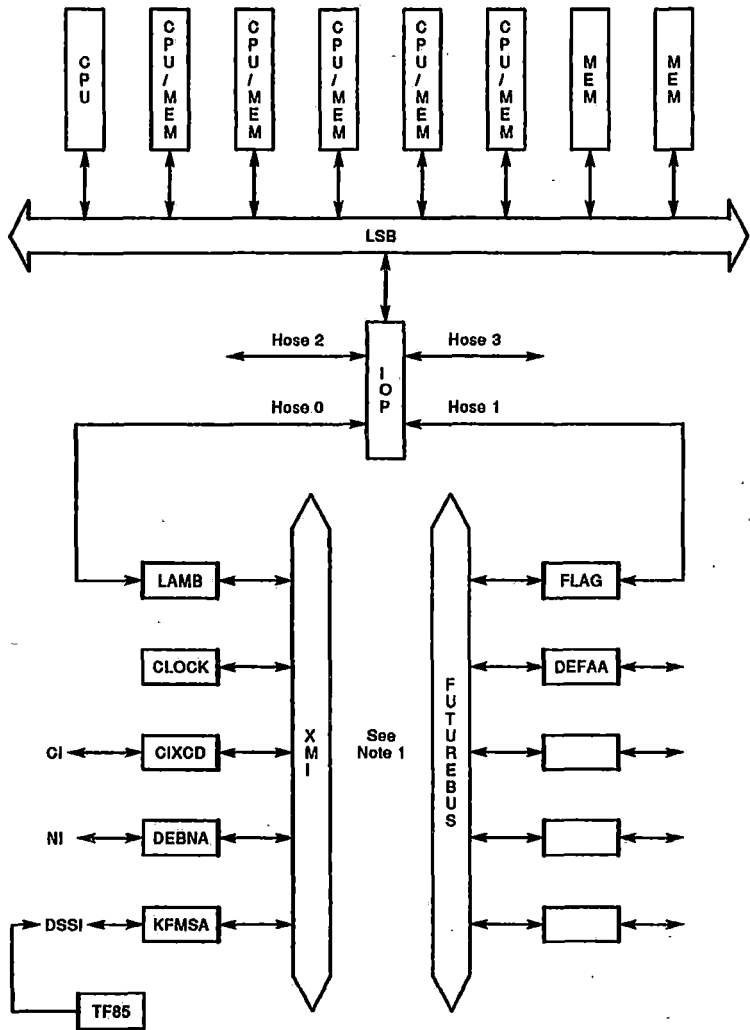 CPU
CPU/MEM
CPU/MEM
CPU/MEM
CPU/MEM
CPU/MEM
MEM
MEM
LSB
Hose 2
Hose 3
IOP
Hose 0
Hose 1
LAMB
FLAG
CLOCK
DEFAA
XMI
FUTUREBUS
See
Note 1
CI
CIXCD
NI
DEBNA
DSSI
KFMSA
TF85